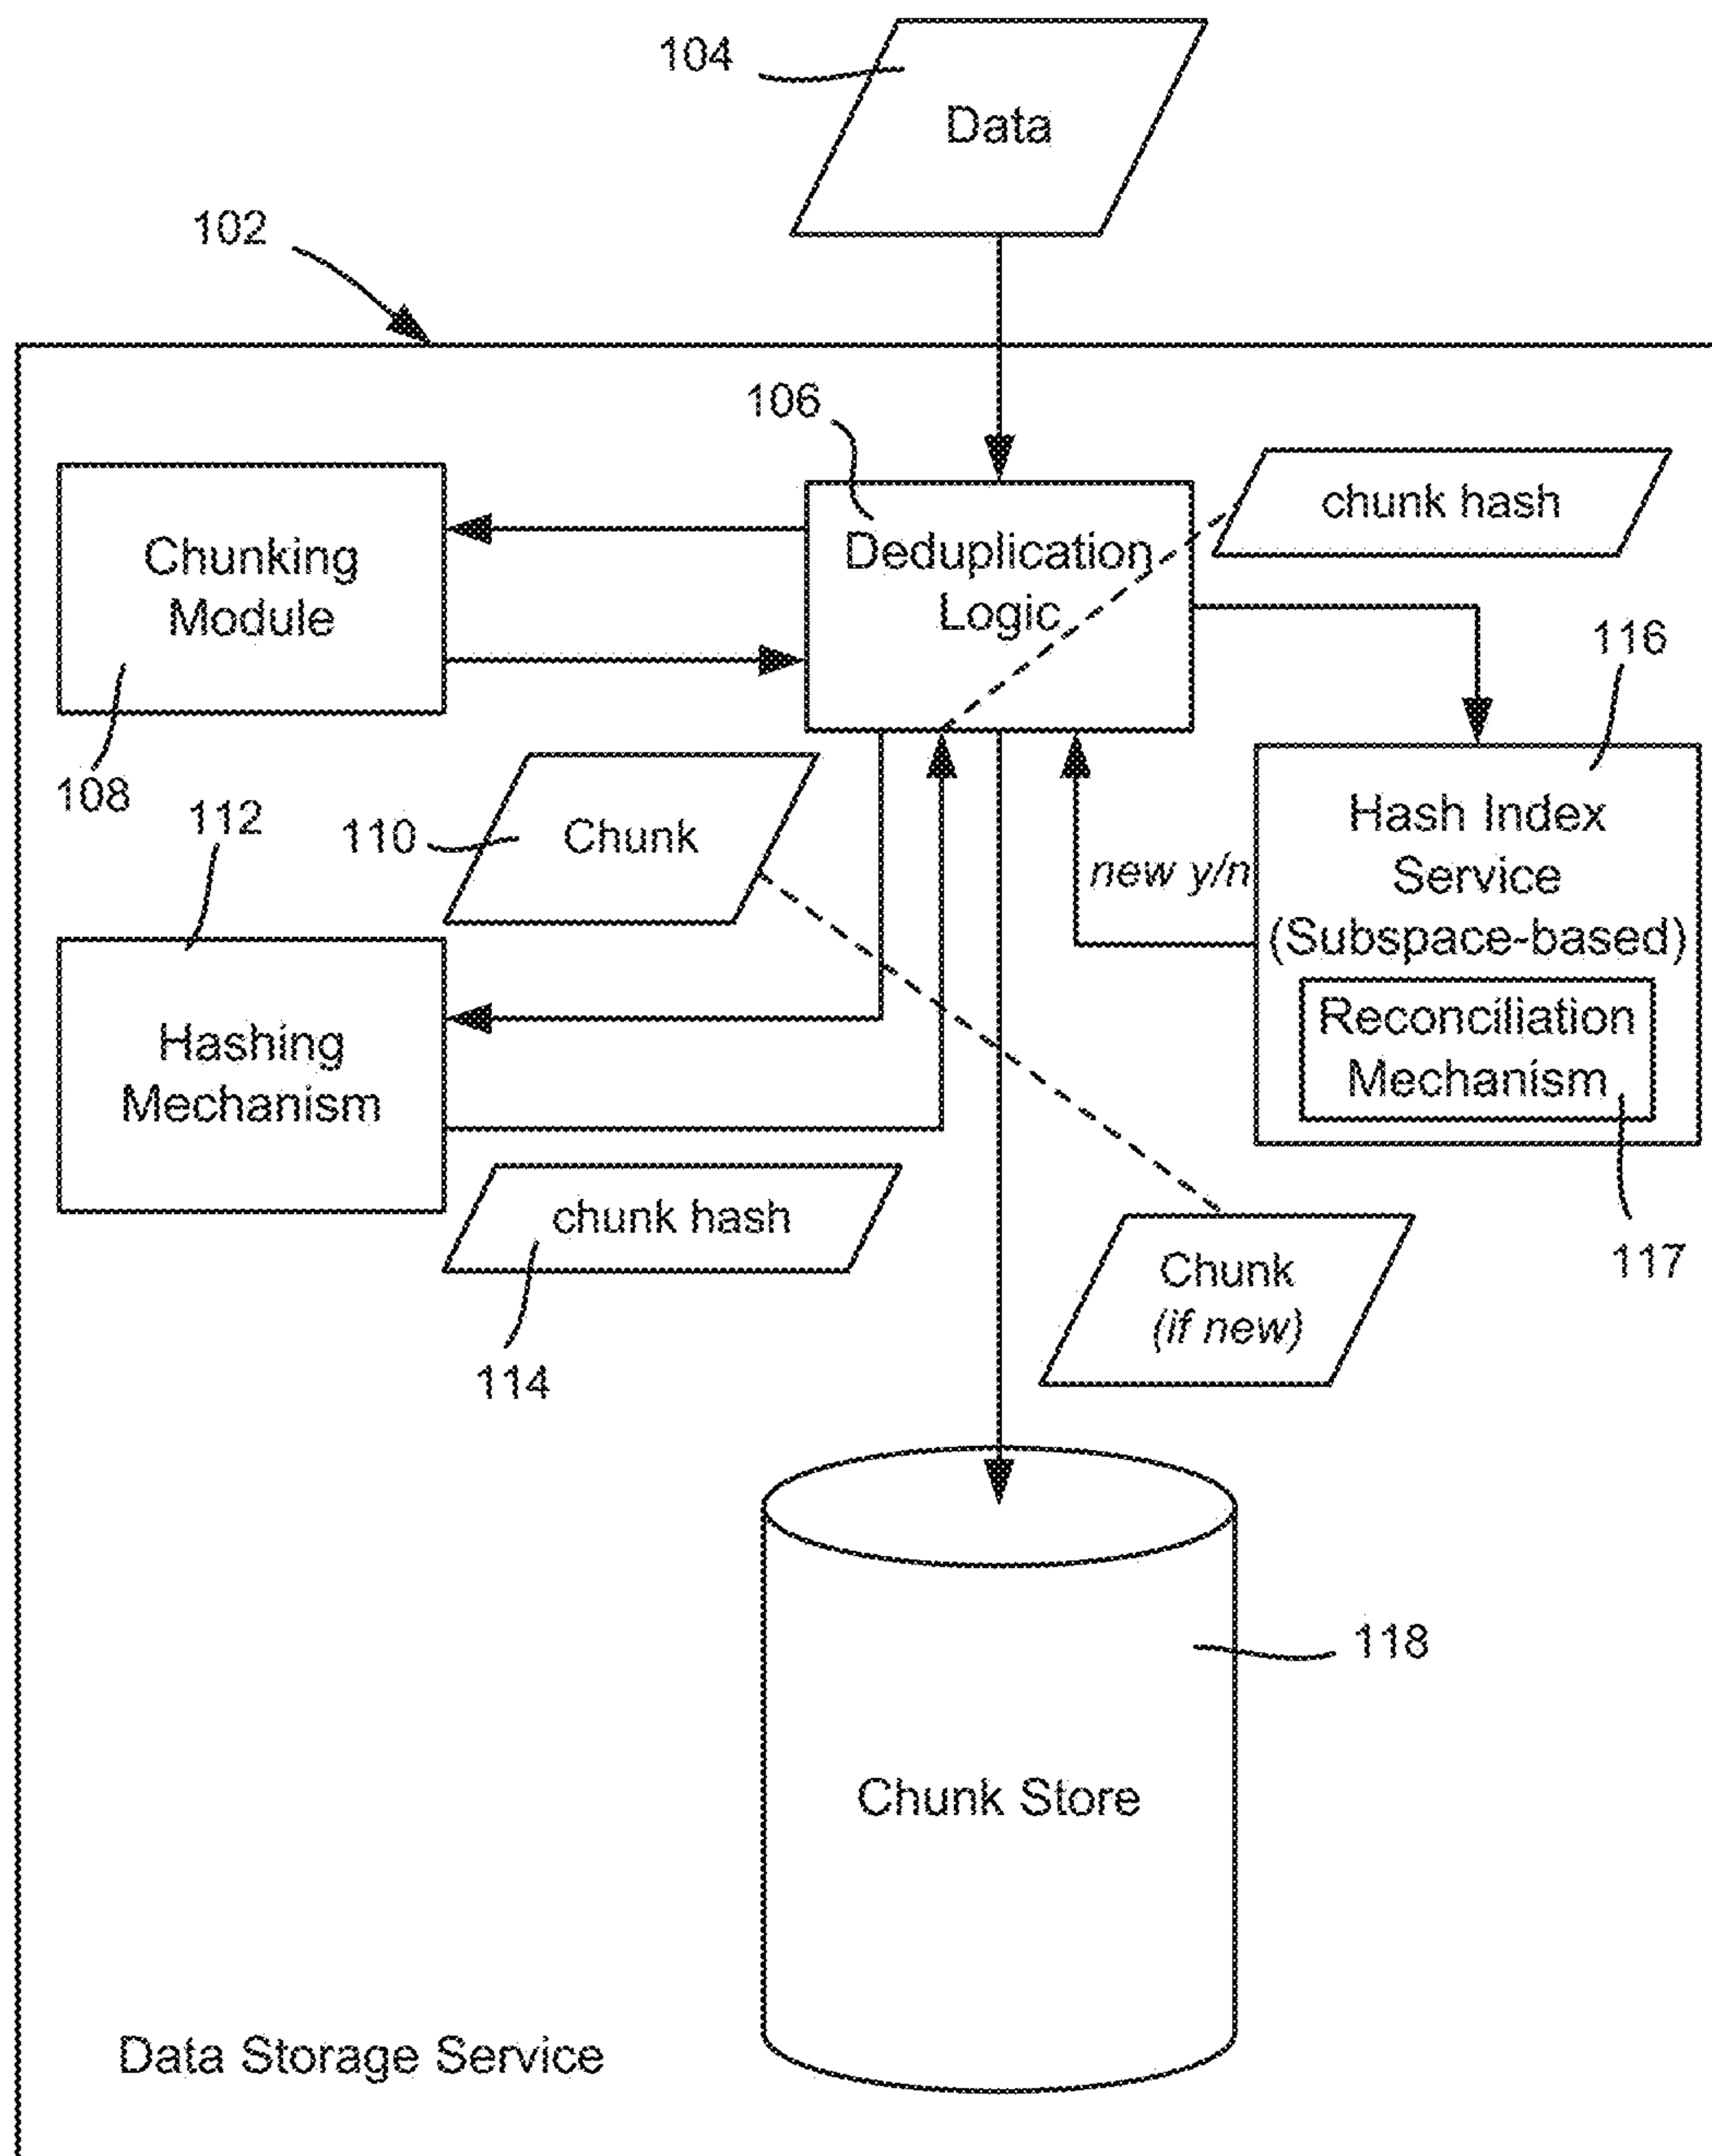 104
Data
102
106
chunk hash
Chunking
Module
Deduplication
Logic
116
108
112
110
Chunk
new y/n
Hash Index
Service
(Subspace-based)
Reconciliation
Mechanism
Hashing
Mechanism
chunk hash
117
Chunk
(if new)
114
118
Chunk Store
Data Storage Service